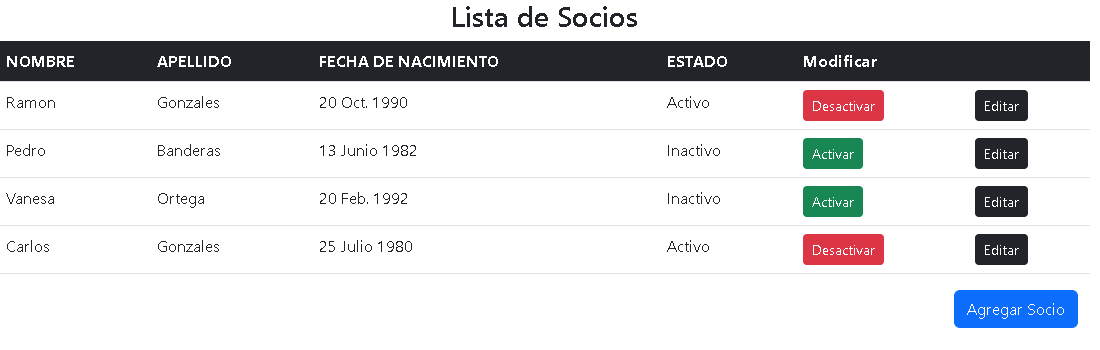 Lista de Socios
NOMBRE APELLIDO FECHA DE NACIMIENTO ESTADO Modificar
Ramon Gonzales 20 Oct. 1990 Activo Desactivar Editar
Pedro Banderas 13 Junio 1982 Inactivo Activar Editar
Vanesa Ortega 20 Feb. 1992 Inactivo Activar Editar
Carlos Gonzales 25 Julio 1980 Activo Desactivar Editar
Agregar Socio